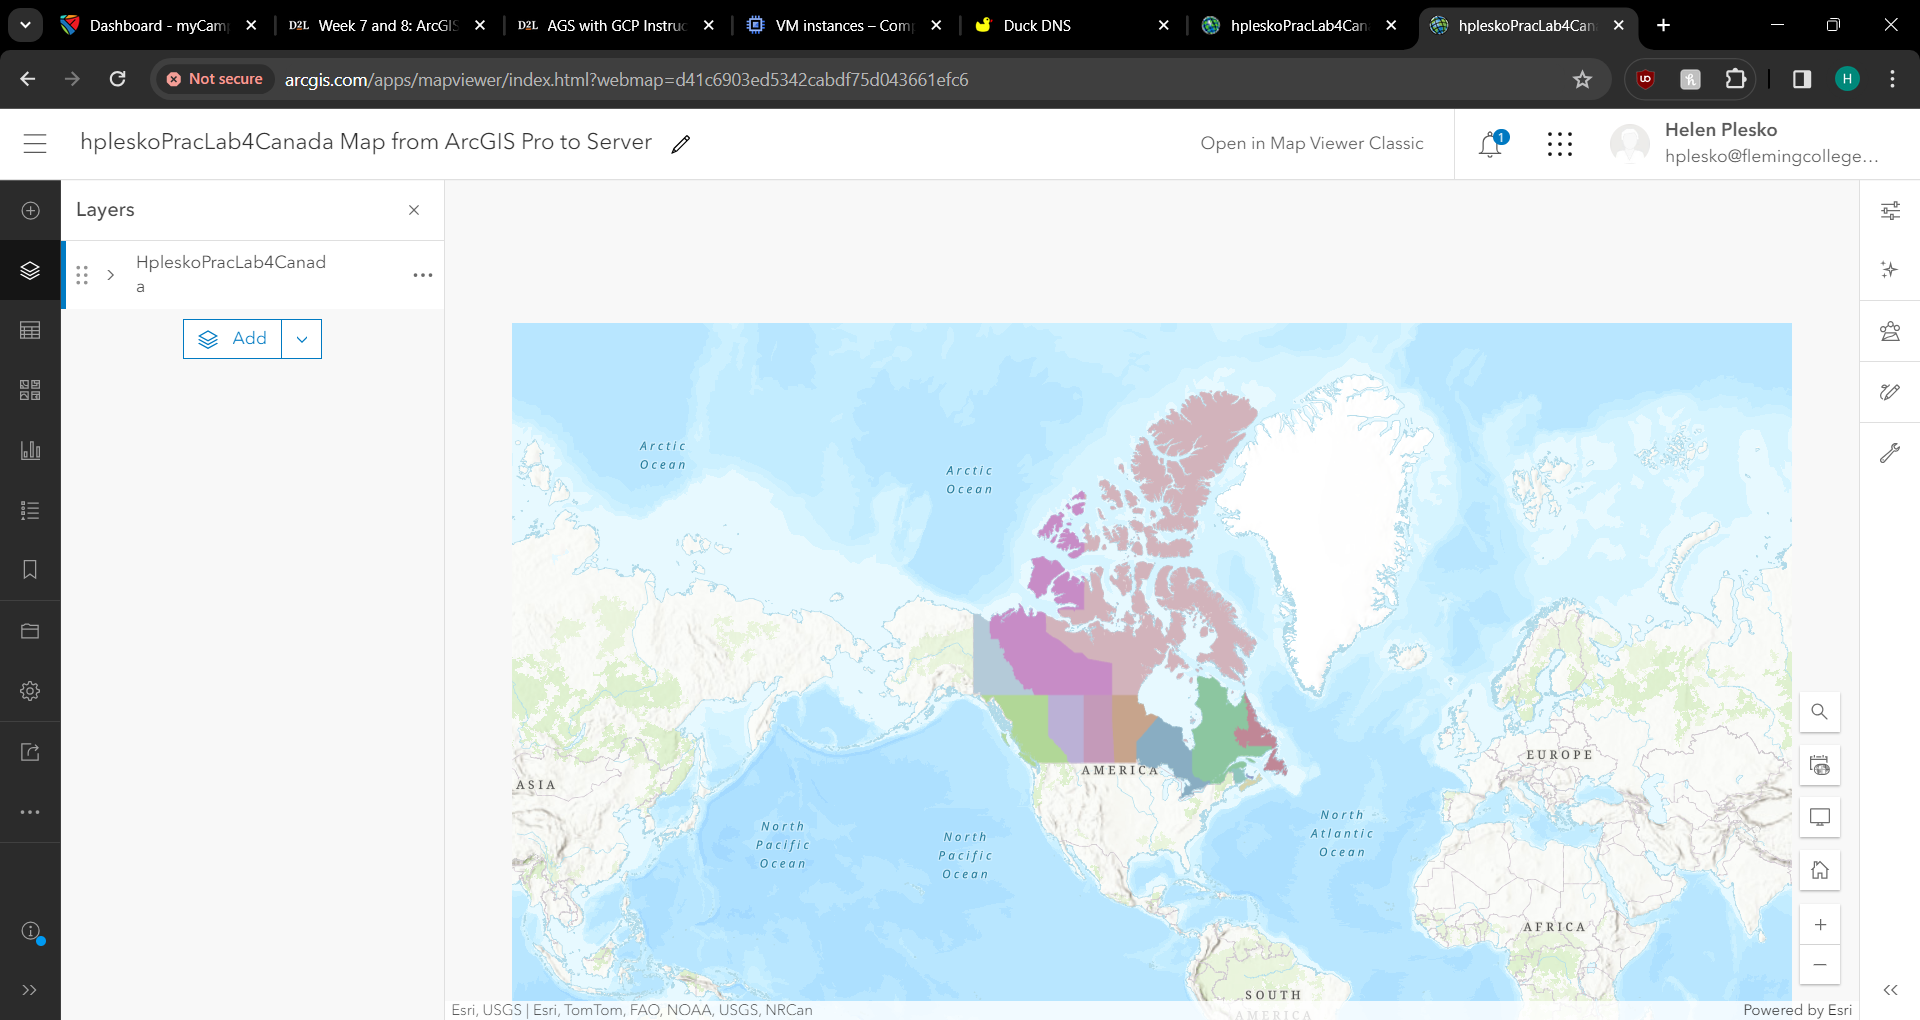 Dashboard - myCam
D2L Week 7 and 8: ArcGIS
D2L AGS with GCP Instruc
VM instances – Comp
Duck DNS
hpleskoPracLab4Can
hpleskoPracLab4Can
Not secure
arcgis.com/apps/mapviewer/index.html?webmap=d41c6903ed5342cabdf75d043661efc6
UD
h
H
hpleskoPracLab4Canada Map from ArcGIS Pro to Server
Open in Map Viewer Classic
1
Helen Plesko
hplesko@flemingcollege...
Layers
HpleskoPracLab4Canad
a
Add
Arctic
Ocean
Arctic
Ocean
AMERICA
ASIA
EUROPE
North
Pacific
Ocean
North
Pacific
Ocean
North
Atlantic
Ocean
AFRICA
SOUTH
AMERICA
Esri, USGS | Esri, TomTom, FAO, NOAA, USGS, NRCan
Powered by Esri